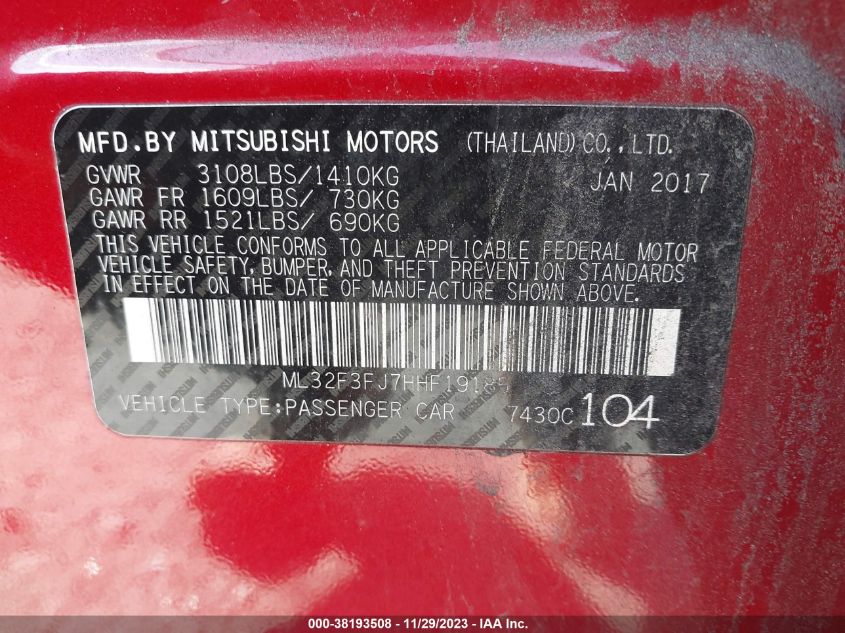 MFD.BY MITSUBISHI MOTORS (THAILAND)CO.,LTD.
GVWR 3108LBS/1410KG JAN 2017
GAWR FR 1609LBS/ 730KG
GAWR RR 1521LBS/ 690KG
THIS VEHICLE CONFORMS TO ALL APPLICABLE FEDERAL MOTOR
VEHICLE SAFETY, BUMPER, AND THEFT PREVENTION STANDARDS
IN EFFECT ON THE DATE OF MANUFACTURE SHOWN ABOVE.
VEHICLE TYPE:PASSENGER CAR 7430C 104
000-38193508 - 11/29/2023 - IAA Inc.